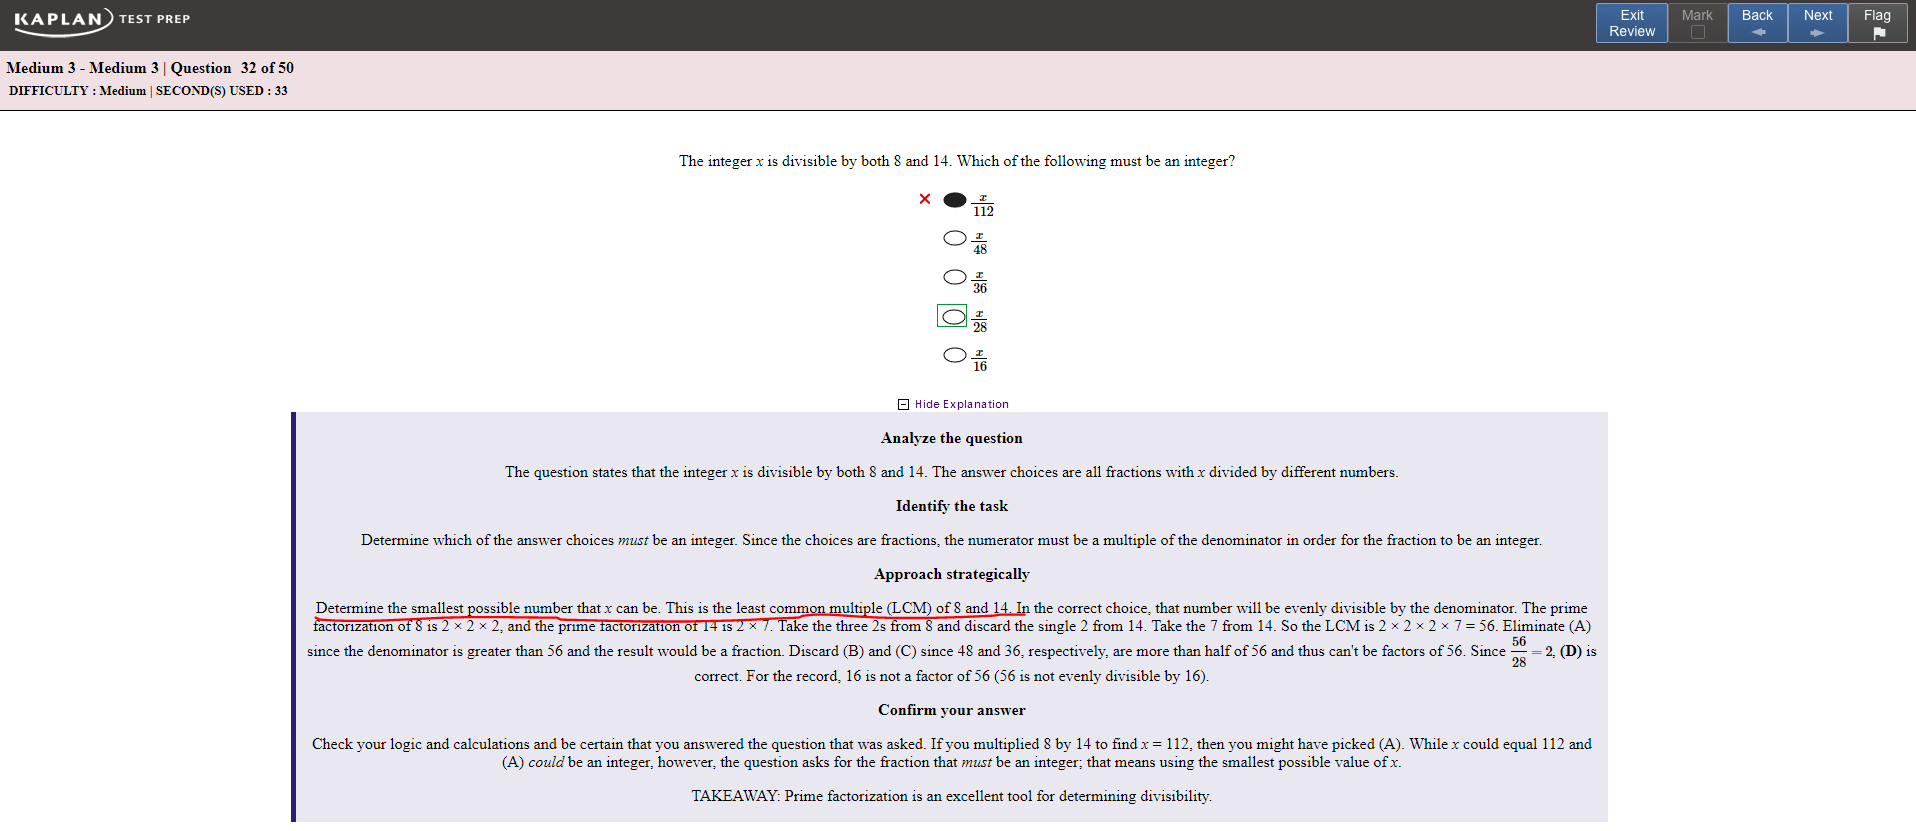 KAPLAN TEST PREP
Exit Review
Mark
Back
Next
Flag
Medium 3 - Medium 3 | Question 32 of 50
DIFFICULTY : Medium | SECOND(S) USED : 33
The integer x is divisible by both 8 and 14. Which of the following must be an integer?
x/112
x/48
x/36
x/28
x/16
Hide Explanation
Analyze the question
The question states that the integer x is divisible by both 8 and 14. The answer choices are all fractions with x divided by different numbers.
Identify the task
Determine which of the answer choices must be an integer. Since the choices are fractions, the numerator must be a multiple of the denominator in order for the fraction to be an integer.
Approach strategically
Determine the smallest possible number that x can be. This is the least common multiple (LCM) of 8 and 14. In the correct choice, that number will be evenly divisible by the denominator. The prime
factorization of 8 is 2 × 2 × 2, and the prime factorization of 14 is 2 × 7. Take the three 2s from 8 and discard the single 2 from 14. Take the 7 from 14. So the LCM is 2 × 2 × 2 × 7 = 56. Eliminate (A)
since the denominator is greater than 56 and the result would be a fraction. Discard (B) and (C) since 48 and 36, respectively, are more than half of 56 and thus can't be factors of 56. Since 56/28 = 2, (D) is
correct. For the record, 16 is not a factor of 56 (56 is not evenly divisible by 16).
Confirm your answer
Check your logic and calculations and be certain that you answered the question that was asked. If you multiplied 8 by 14 to find x = 112, then you might have picked (A). While x could equal 112 and
(A) could be an integer, however, the question asks for the fraction that must be an integer; that means using the smallest possible value of x.
TAKEAWAY: Prime factorization is an excellent tool for determining divisibility.